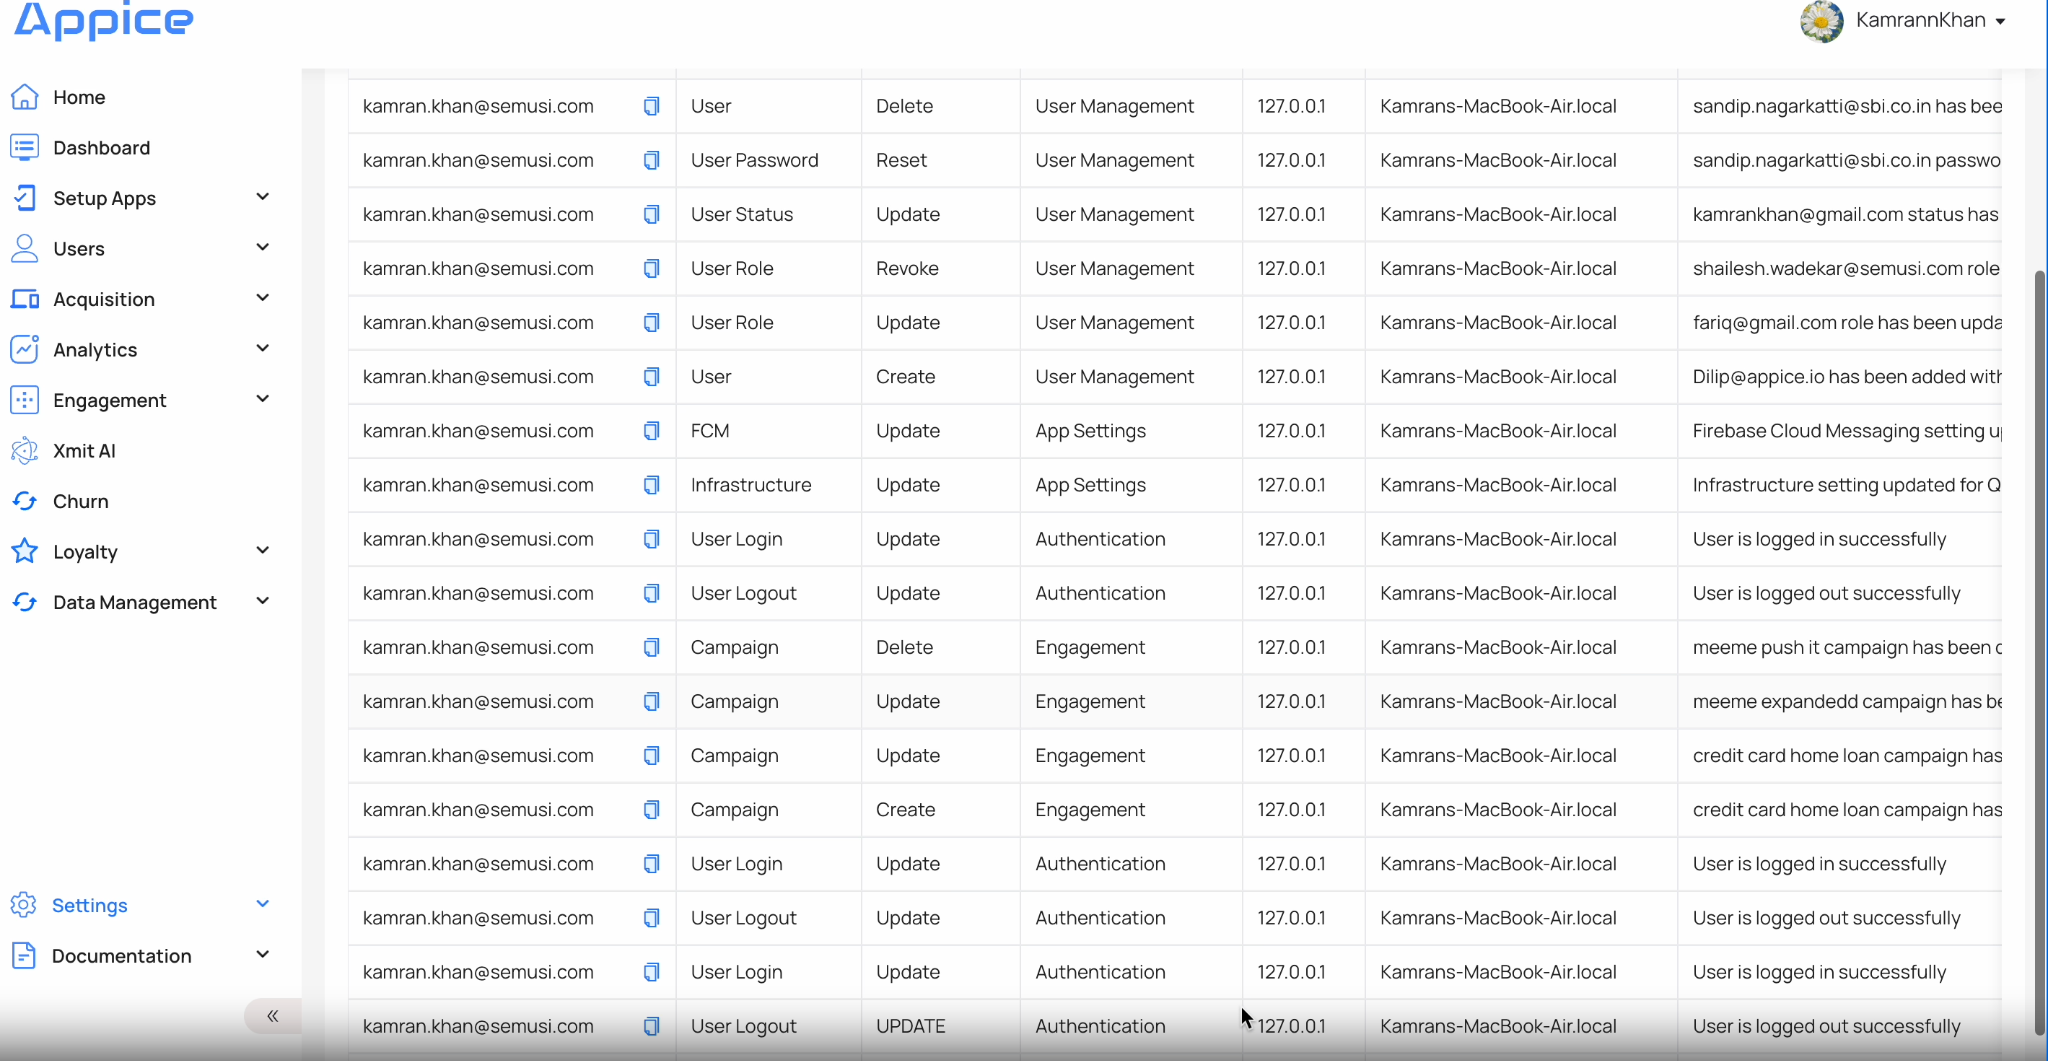 Appice
KamrannKhan
Home
Dashboard
Setup Apps
Users
Acquisition
Analytics
Engagement
Xmit AI
Churn
Loyalty
Data Management
Settings
Documentation
«
kamran.khan@semusi.com User Delete User Management 127.0.0.1 Kamrans-MacBook-Air.local sandip.nagarkatti@sbi.co.in has bee
kamran.khan@semusi.com User Password Reset User Management 127.0.0.1 Kamrans-MacBook-Air.local sandip.nagarkatti@sbi.co.in passwo
kamran.khan@semusi.com User Status Update User Management 127.0.0.1 Kamrans-MacBook-Air.local kamrankhan@gmail.com status has
kamran.khan@semusi.com User Role Revoke User Management 127.0.0.1 Kamrans-MacBook-Air.local shailesh.wadekar@semusi.com role
kamran.khan@semusi.com User Role Update User Management 127.0.0.1 Kamrans-MacBook-Air.local fariq@gmail.com role has been upda
kamran.khan@semusi.com User Create User Management 127.0.0.1 Kamrans-MacBook-Air.local Dilip@appice.io has been added with
kamran.khan@semusi.com FCM Update App Settings 127.0.0.1 Kamrans-MacBook-Air.local Firebase Cloud Messaging setting u
kamran.khan@semusi.com Infrastructure Update App Settings 127.0.0.1 Kamrans-MacBook-Air.local Infrastructure setting updated for Q
kamran.khan@semusi.com User Login Update Authentication 127.0.0.1 Kamrans-MacBook-Air.local User is logged in successfully
kamran.khan@semusi.com User Logout Update Authentication 127.0.0.1 Kamrans-MacBook-Air.local User is logged out successfully
kamran.khan@semusi.com Campaign Delete Engagement 127.0.0.1 Kamrans-MacBook-Air.local meeme push it campaign has been
kamran.khan@semusi.com Campaign Update Engagement 127.0.0.1 Kamrans-MacBook-Air.local meeme expandedd campaign has be
kamran.khan@semusi.com Campaign Update Engagement 127.0.0.1 Kamrans-MacBook-Air.local credit card home loan campaign has
kamran.khan@semusi.com Campaign Create Engagement 127.0.0.1 Kamrans-MacBook-Air.local credit card home loan campaign has
kamran.khan@semusi.com User Login Update Authentication 127.0.0.1 Kamrans-MacBook-Air.local User is logged in successfully
kamran.khan@semusi.com User Logout Update Authentication 127.0.0.1 Kamrans-MacBook-Air.local User is logged out successfully
kamran.khan@semusi.com User Login Update Authentication 127.0.0.1 Kamrans-MacBook-Air.local User is logged in successfully
kamran.khan@semusi.com User Logout UPDATE Authentication 127.0.0.1 Kamrans-MacBook-Air.local User is logged out successfully